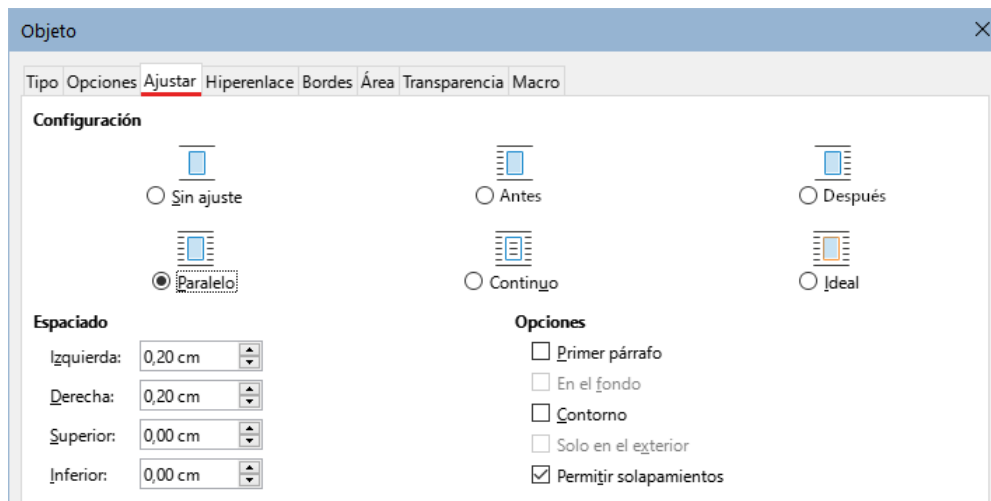 Objeto
Tipo Opciones Ajustar Hiperenlace Bordes Área Transparencia Macro
Configuración
Sin ajuste Antes Después
Paralelo Continuo Ideal
Espaciado Opciones
Izquierda: 0,20 cm Primer párrafo
En el fondo
Derecha: 0,20 cm Contorno
Superior: 0,00 cm Solo en el exterior
Inferior: 0,00 cm Permitir solapamientos